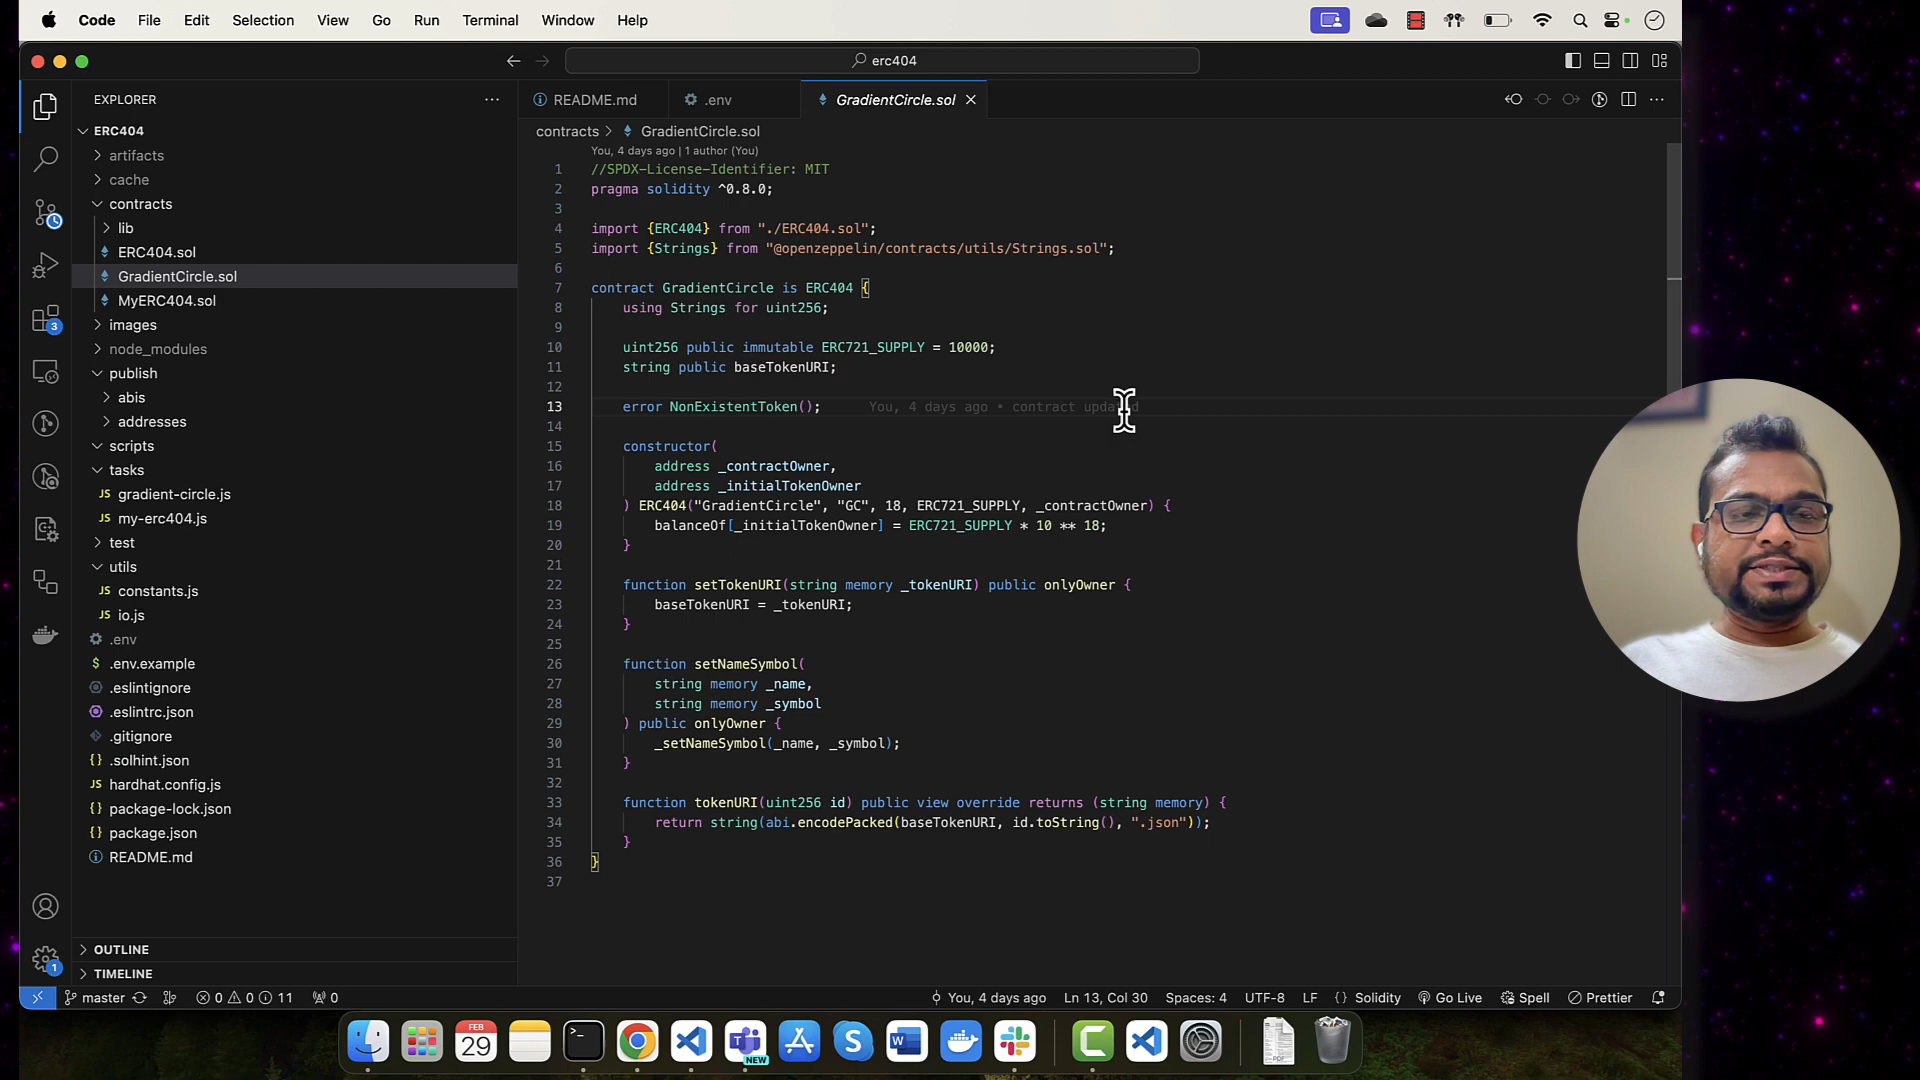 Code File Edit Selection View Go Run Terminal Window Help
erc404
EXPLORER
README.md
.env
GradientCircle.sol
ERC404
artifacts
cache
contracts
lib
ERC404.sol
GradientCircle.sol
MyERC404.sol
images
node_modules
publish
abis
addresses
scripts
tasks
JS gradient-circle.js
JS my-erc404.js
test
utils
JS constants.js
JS io.js
.env
$ .env.example
.eslintignore
.eslintrc.json
.gitignore
{} .solhint.json
JS hardhat.config.js
{} package-lock.json
{} package.json
README.md
OUTLINE
TIMELINE
3
1
contracts > GradientCircle.sol
You, 4 days ago | 1 author (You)
1 //SPDX-License-Identifier: MIT
2 pragma solidity ^0.8.0;
3
4 import {ERC404} from "./ERC404.sol";
5 import {Strings} from "@openzeppelin/contracts/utils/Strings.sol";
6
7 contract GradientCircle is ERC404 {
8 using Strings for uint256;
9
10 uint256 public immutable ERC721_SUPPLY = 10000;
11 string public baseTokenURI;
12
13 error NonExistentToken(); You, 4 days ago • contract updated
14
15 constructor(
16 address _contractOwner,
17 address _initialTokenOwner
18 ) ERC404("GradientCircle", "GC", 18, ERC721_SUPPLY, _contractOwner) {
19 balanceOf[_initialTokenOwner] = ERC721_SUPPLY * 10 ** 18;
20 }
21
22 function setTokenURI(string memory _tokenURI) public onlyOwner {
23 baseTokenURI = _tokenURI;
24 }
25
26 function setNameSymbol(
27 string memory _name,
28 string memory _symbol
29 ) public onlyOwner {
30 _setNameSymbol(_name, _symbol);
31 }
32
33 function tokenURI(uint256 id) public view override returns (string memory) {
34 return string(abi.encodePacked(baseTokenURI, id.toString(), ".json"));
35 }
36 }
37
master 0 0 11 0 You, 4 days ago Ln 13, Col 30 Spaces: 4 UTF-8 LF {} Solidity Go Live Spell Prettier
FEB
29
>_
NEW
PDF